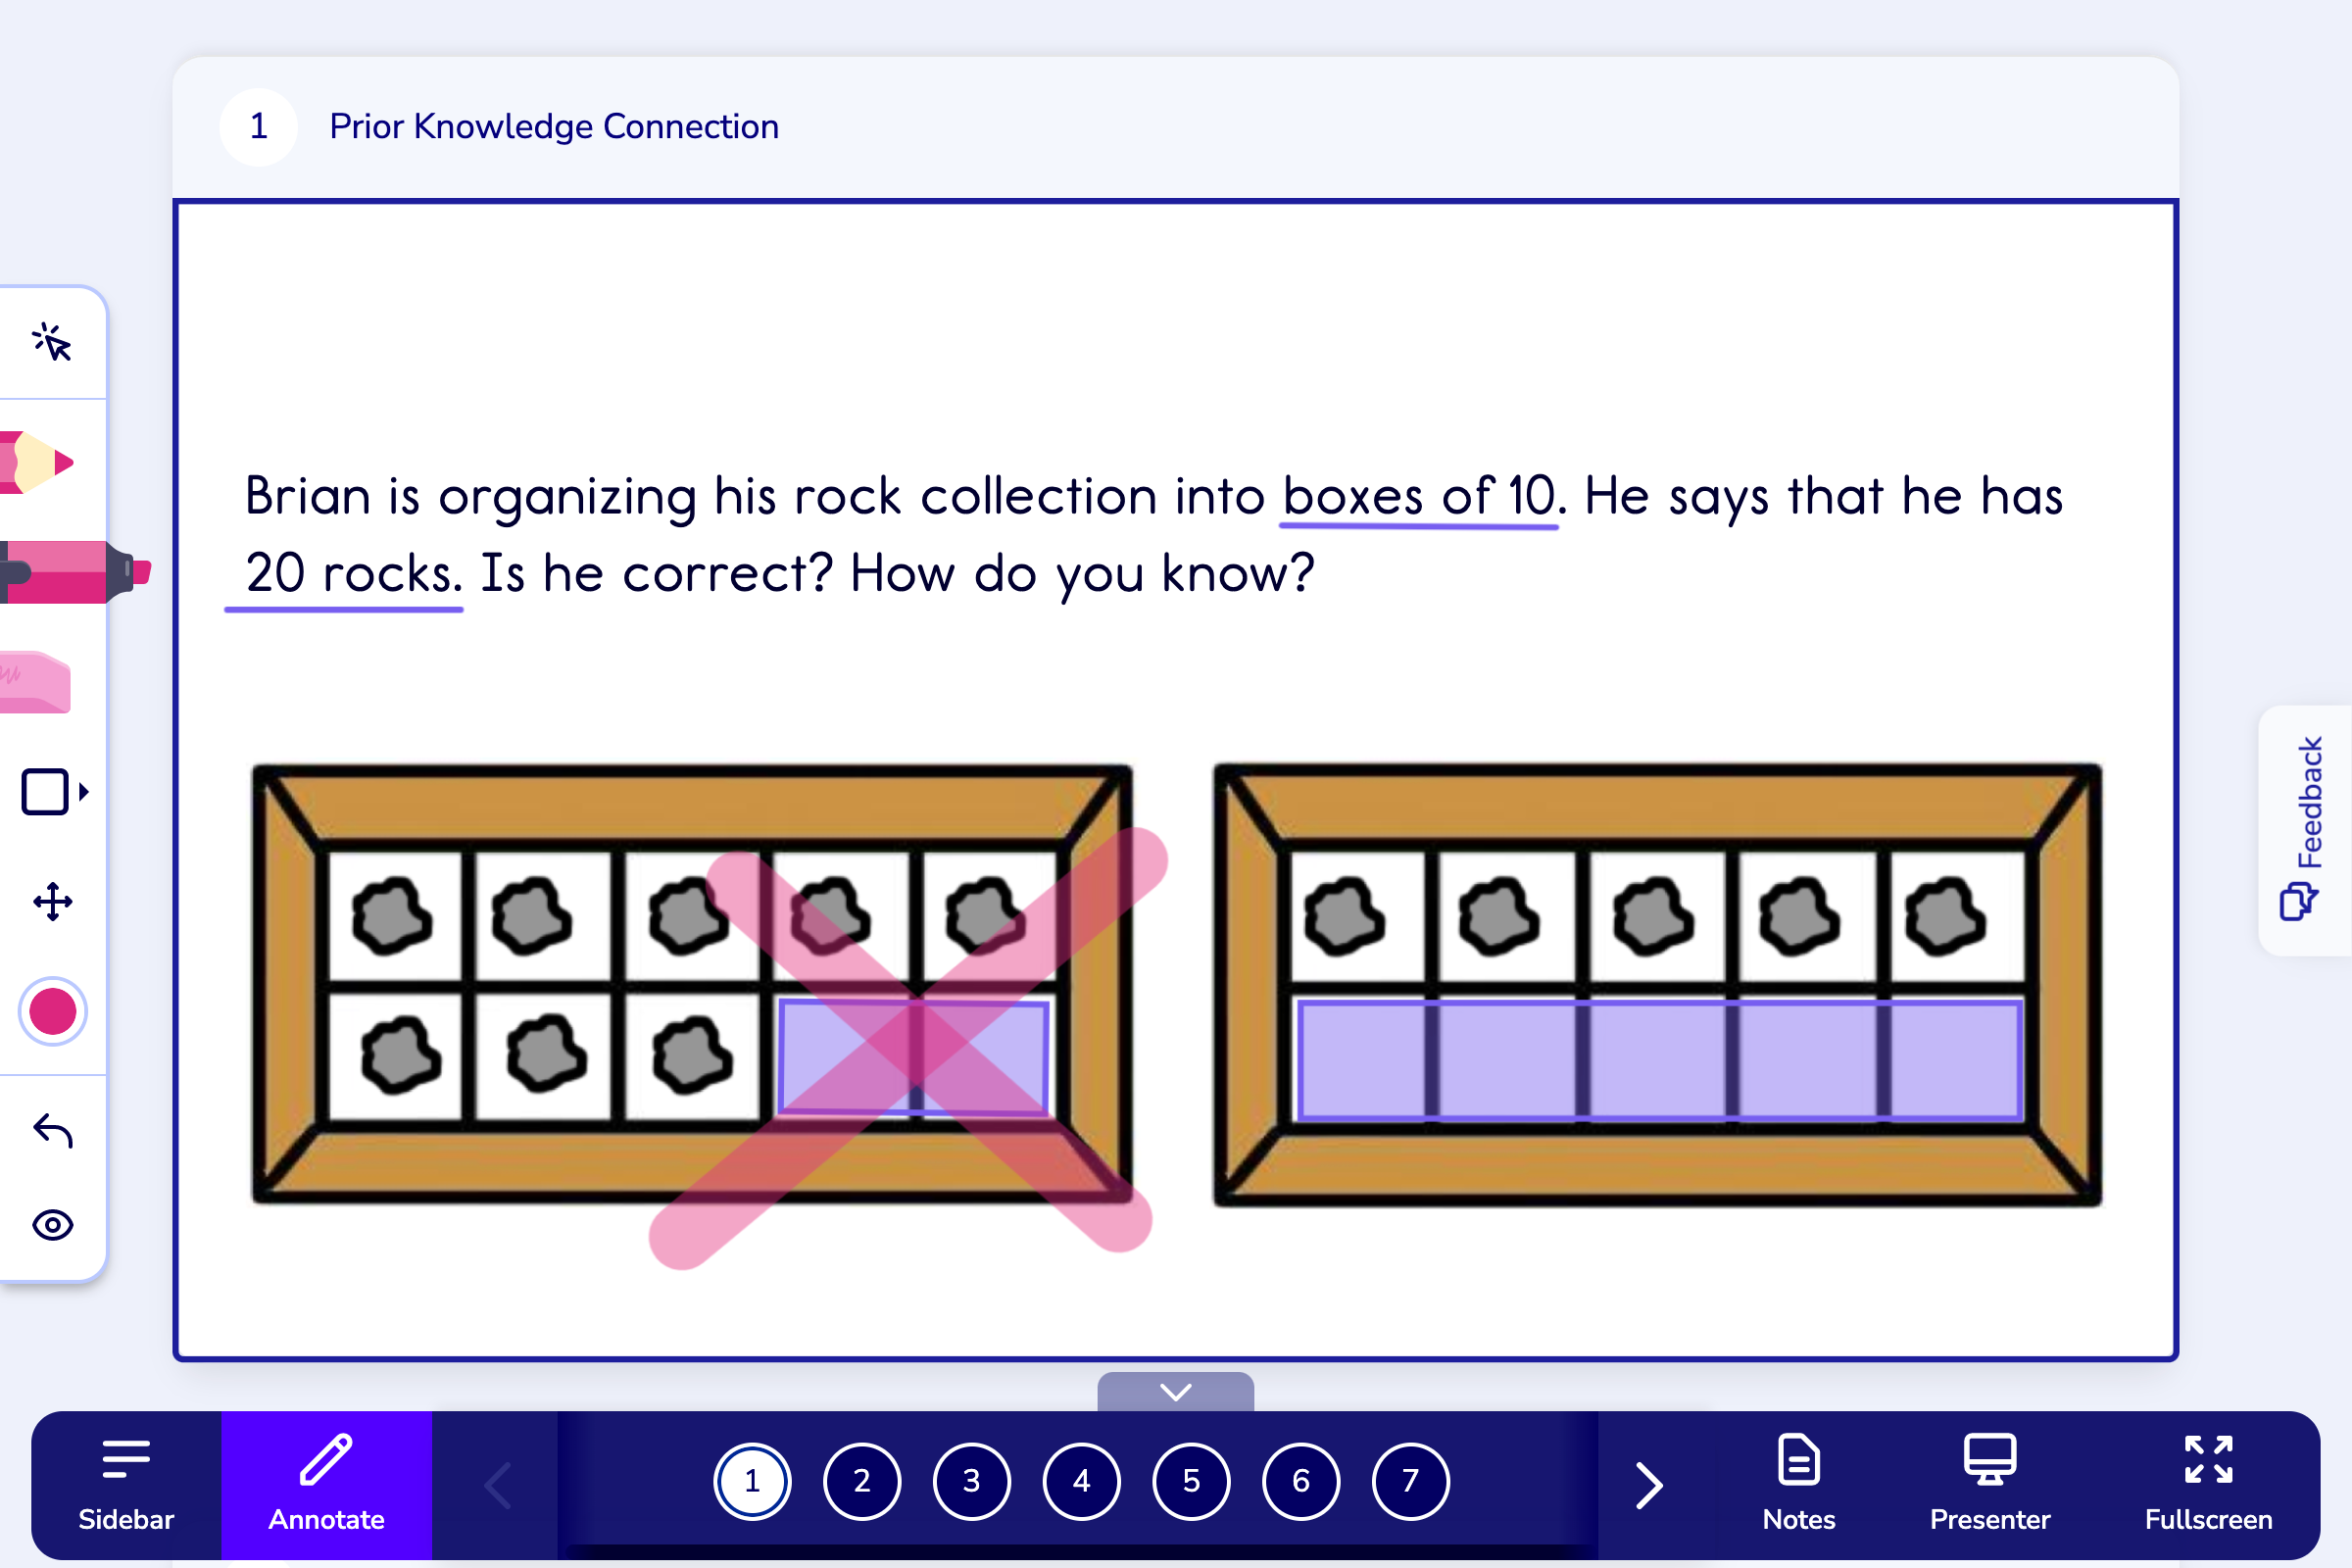 1 Prior Knowledge Connection
Brian is organizing his rock collection into boxes of 10. He says that he has
20 rocks. Is he correct? How do you know?
Feedback
Sidebar
Annotate
1 2 3 4 5 6 7
Notes
Presenter
Fullscreen